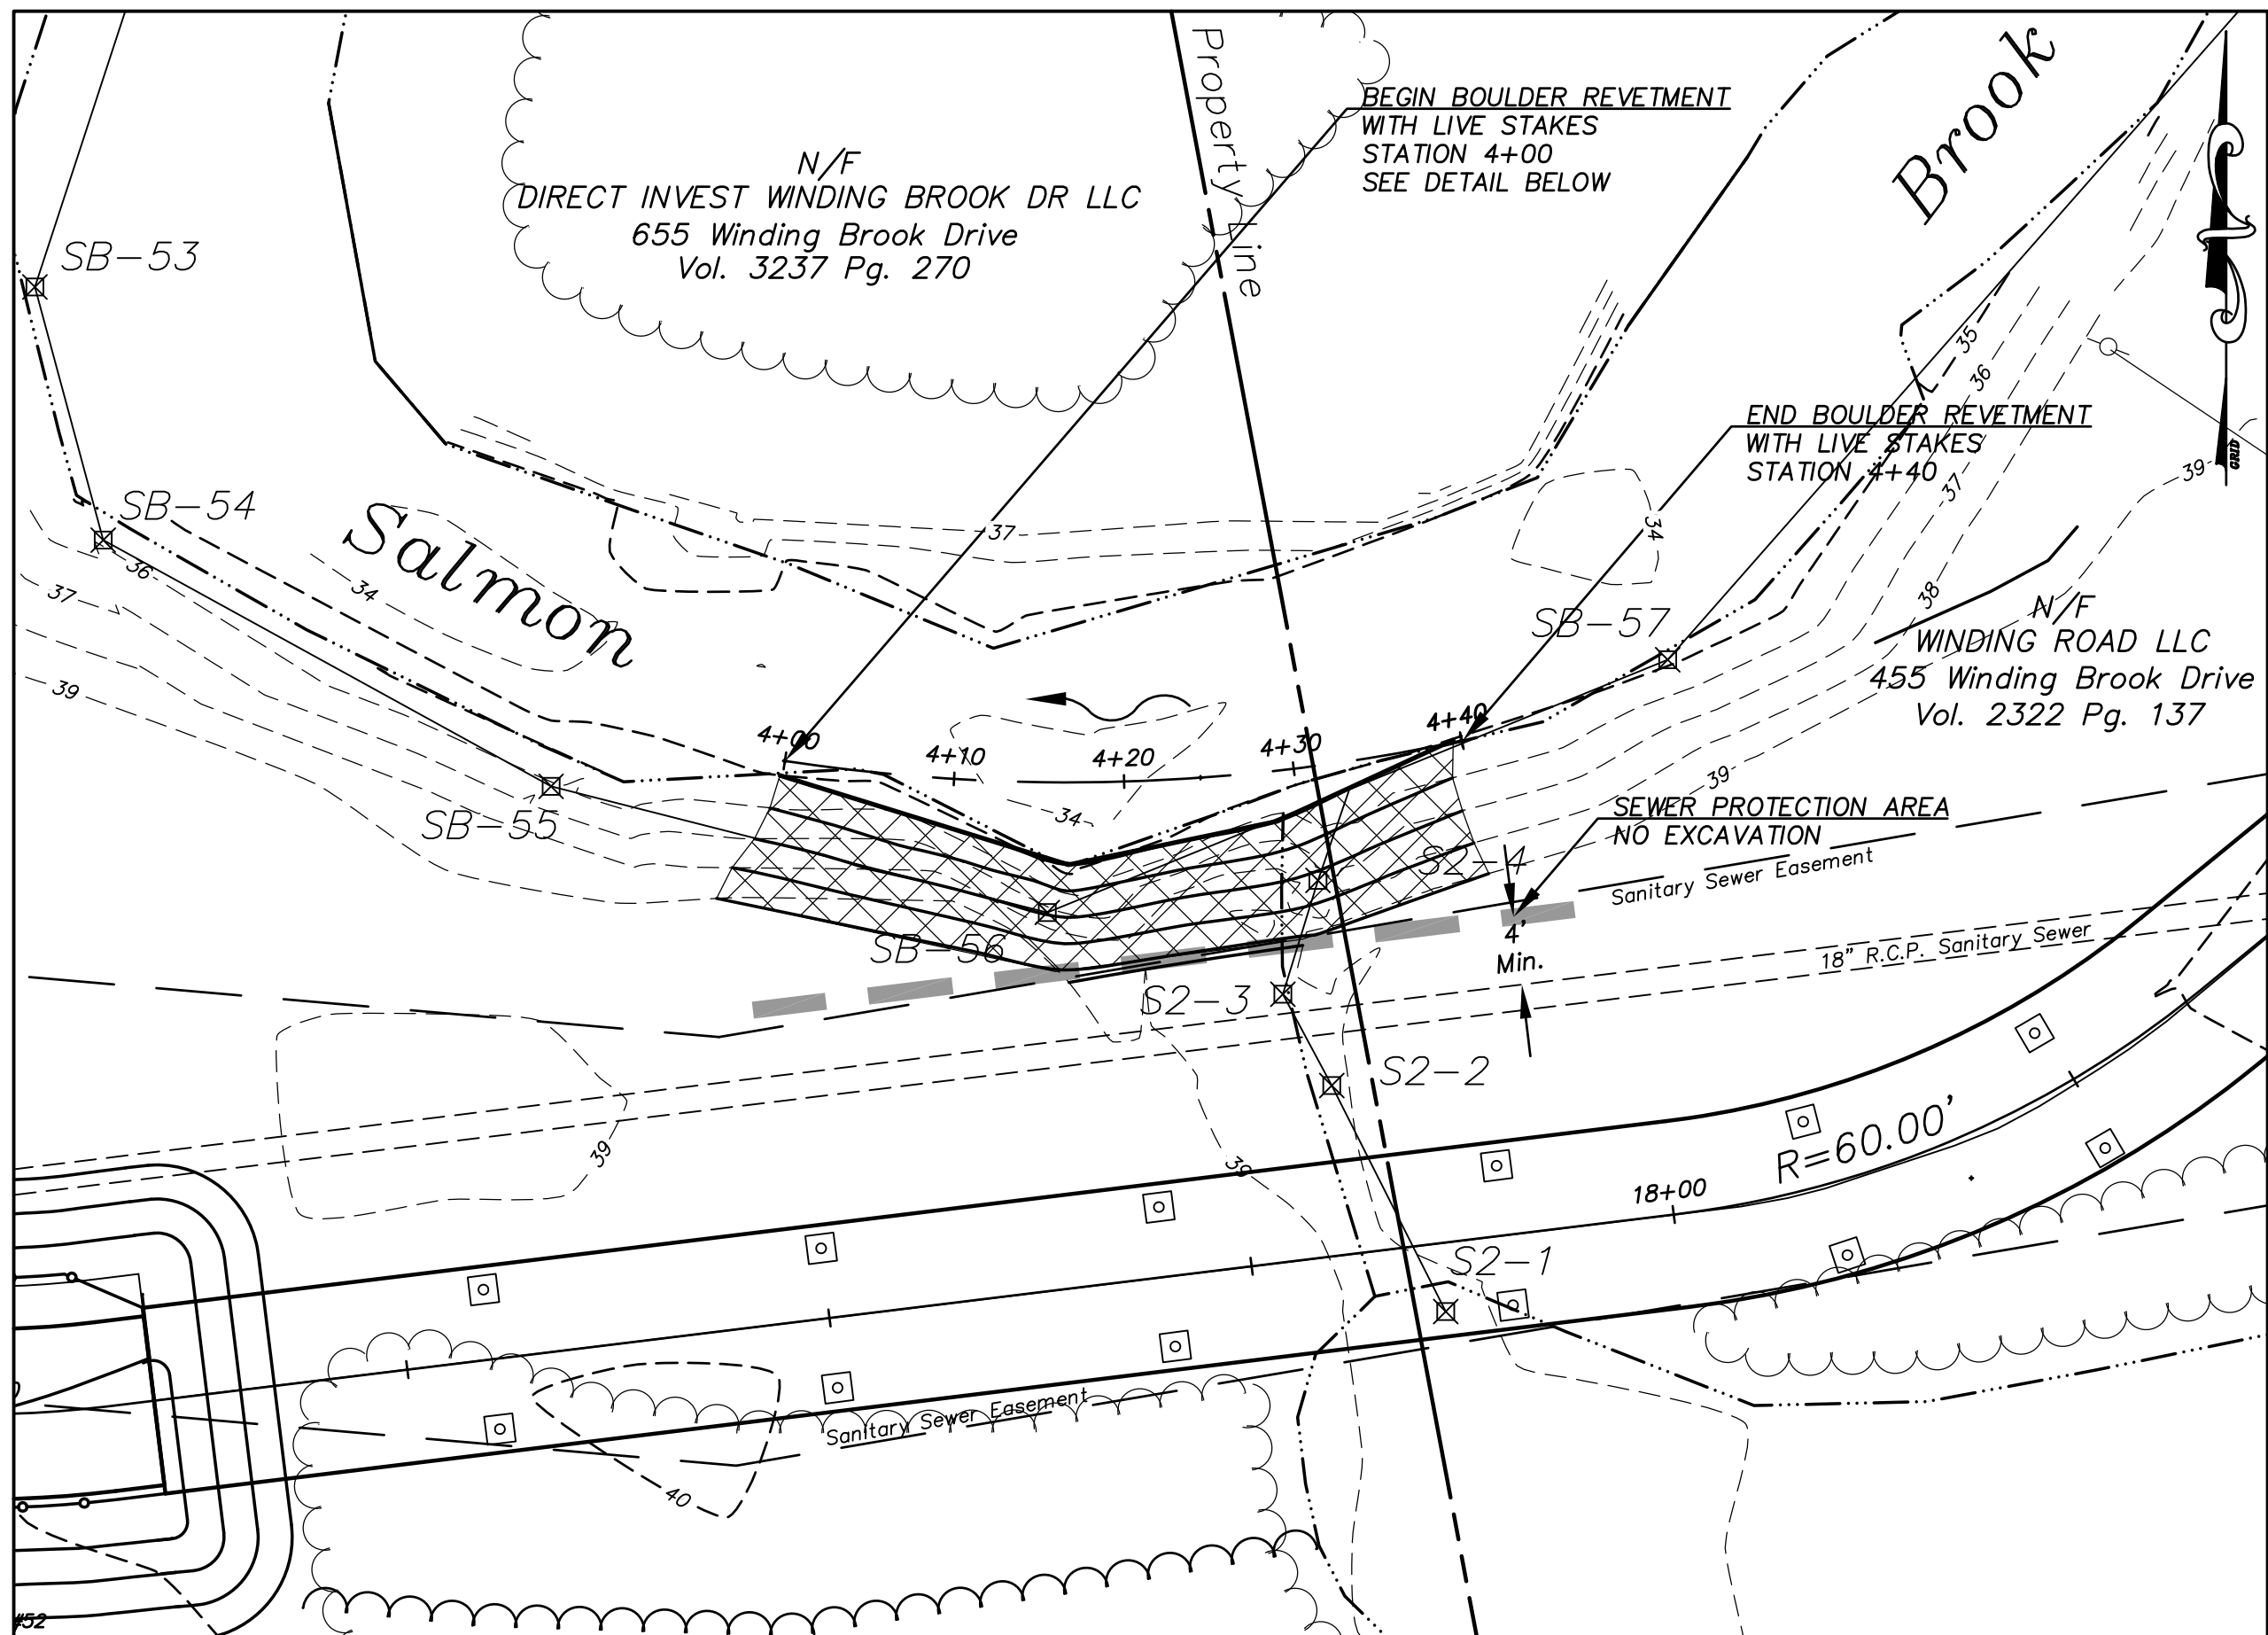 Property Line
Brook
BEGIN BOULDER REVETMENT
WITH LIVE STAKES
STATION 4+00
SEE DETAIL BELOW
N/F
DIRECT INVEST WINDING BROOK DR LLC
655 Winding Brook Drive
Vol. 3237 Pg. 270
SB-53
35
36
END BOULDER REVETMENT
WITH LIVE STAKES
STATION 4+40
GRID
39
37
SB-54
Salmon
37
34
36
37
34
38
N/F
WINDING ROAD LLC
455 Winding Brook Drive
Vol. 2322 Pg. 137
SB-57
39
4+00
4+10
4+20
4+30
4+40
39
34
SB-55
SEWER PROTECTION AREA
NO EXCAVATION
S2-4
Sanitary Sewer Easement
SB-56
4'
Min.
18" R.C.P. Sanitary Sewer
S2-3
S2-2
39
39
R=60.00'
18+00
S2-1
Sanitary Sewer Easement
40
#52